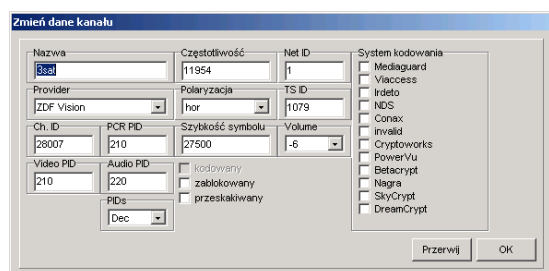 Zmień dane kanału
Nazwa
3sat
Częstotliwość
11954
Net ID
1
System kodowania
Mediaguard
Viaccess
Irdeto
NDS
Conax
invalid
Cryptoworks
PowerVu
Betacrypt
Nagra
SkyCrypt
DreamCrypt
Provider
ZDF Vision
Polaryzacja
hor
TS ID
1079
Ch. ID
28007
PCR PID
210
Szybkość symbolu
27500
Volume
-6
Video PID
210
Audio PID
220
kodowany
zablokowany
przeskakiwany
PIDs
Dec
Przerwij
OK